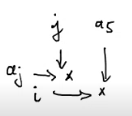 j a5
aj → x
i → x